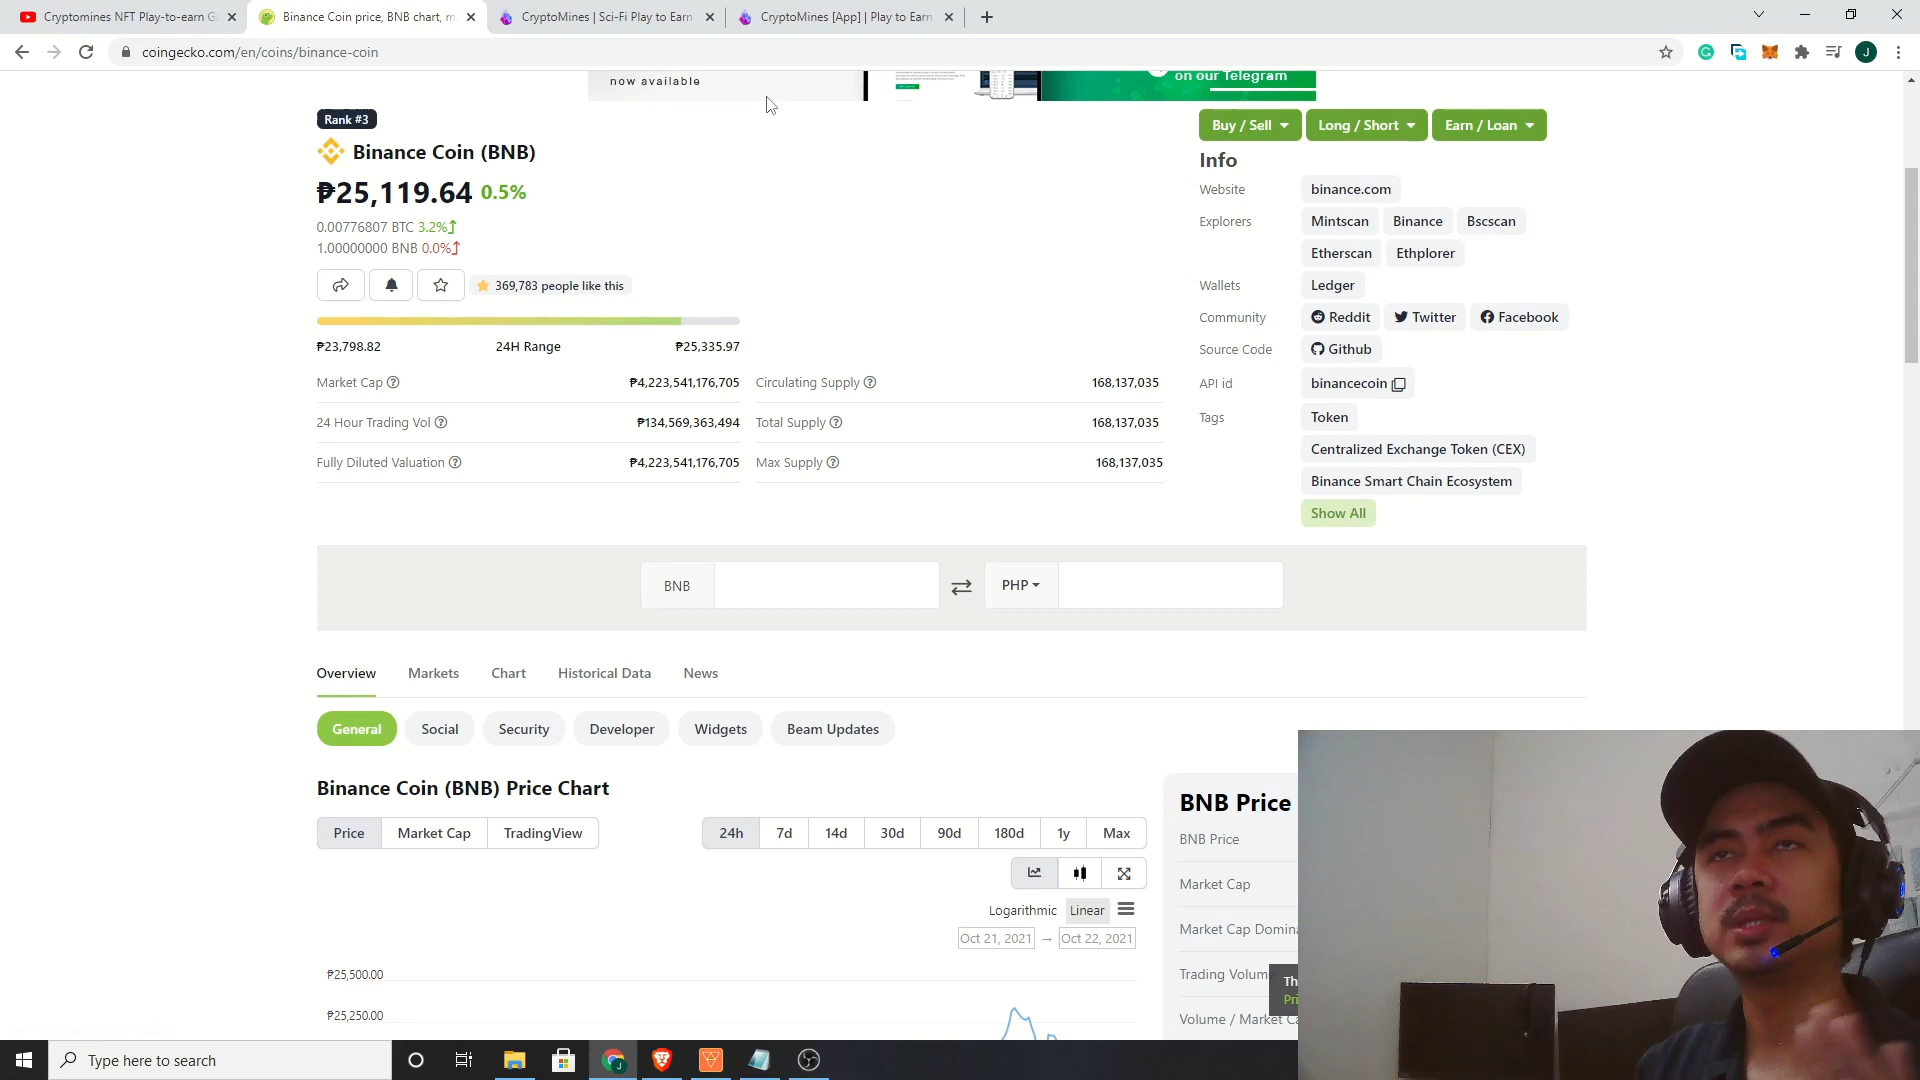 Cryptomines NFT Play-to-earn G
Binance Coin price, BNB chart, m
CryptoMines | Sci-Fi Play to Earn
CryptoMines [App] | Play to Earn
coingecko.com/en/coins/binance-coin
J
now available
on our Telegram
Rank #3
Buy / Sell
Long / Short
Earn / Loan
Binance Coin (BNB)
Info
₱25,119.64 0.5%
Website
binance.com
0.00776807 BTC 3.2%
Explorers
Mintscan
Binance
Bscscan
1.00000000 BNB 0.0%
Etherscan
Ethplorer
369,783 people like this
Wallets
Ledger
Community
Reddit
Twitter
Facebook
₱23,798.82
24H Range
₱25,335.97
Source Code
Github
Market Cap
₱4,223,541,176,705
Circulating Supply
168,137,035
API id
binancecoin
24 Hour Trading Vol
₱134,569,363,494
Total Supply
168,137,035
Tags
Token
Centralized Exchange Token (CEX)
Fully Diluted Valuation
₱4,223,541,176,705
Max Supply
168,137,035
Binance Smart Chain Ecosystem
Show All
BNB
PHP
Overview
Markets
Chart
Historical Data
News
General
Social
Security
Developer
Widgets
Beam Updates
Binance Coin (BNB) Price Chart
BNB Price
Price
Market Cap
TradingView
24h
7d
14d
30d
90d
180d
1y
Max
BNB Price
Market Cap
Logarithmic
Linear
Market Cap Domin
Oct 21, 2021 → Oct 22, 2021
₱25,500.00
Trading Volum
Th
Pri
₱25,250.00
Volume / Market Ca
Type here to search